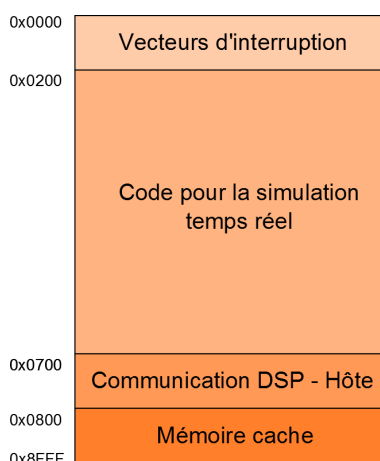 0x0000
Vecteurs d'interruption
0x0200
Code pour la simulation
temps réel
0x0700
Communication DSP - Hôte
0x0800
Mémoire cache